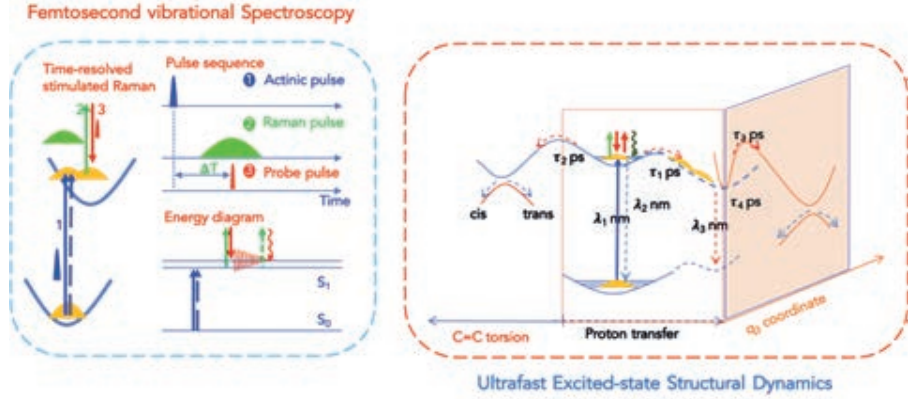 Femtosecond vibrational Spectroscopy
Time-resolved
stimulated Raman
2
3
1
Pulse sequence
1 Actinic pulse
2 Raman pulse
ΔT
3 Probe pulse
Time
Energy diagram
S₁
S₀
τ₂ ps
τ₁ ps
τ₃ ps
τ₄ ps
cis
trans
λ₁ nm
λ₂ nm
λ₃ nm
C=C torsion
Proton transfer
coordinate
Ultrafast Excited-state Structural Dynamics